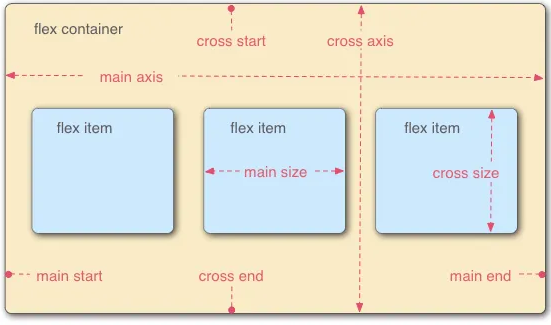 flex container
cross start
cross axis
main axis
flex item
flex item
flex item
main size
cross size
main start
cross end
main end